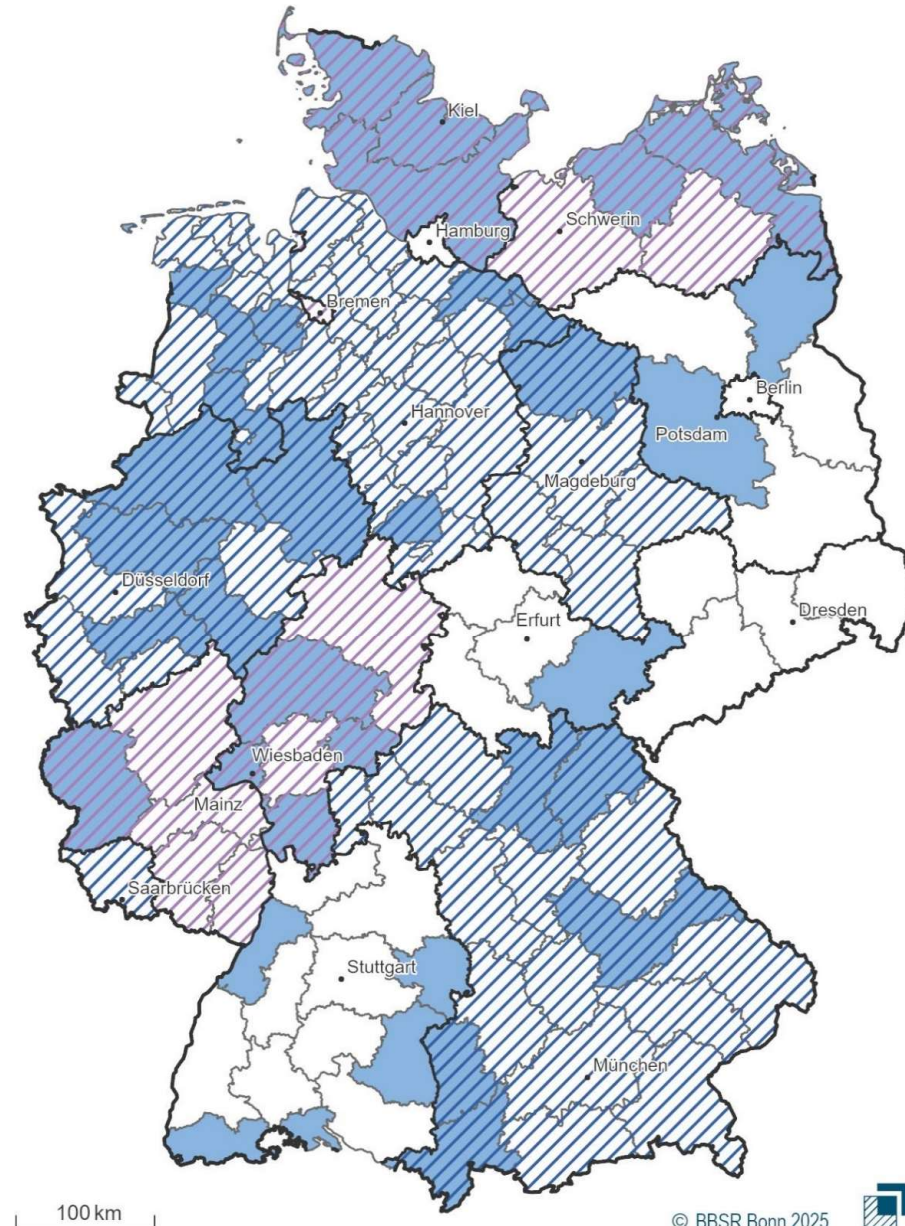 Kiel
Schwerin
Hamburg
Bremen
Berlin
Hannover
Potsdam
Magdeburg
Düsseldorf
Dresden
Erfurt
Wiesbaden
Mainz
Saarbrücken
Stuttgart
München
100 km
© BBSR Bonn 2025